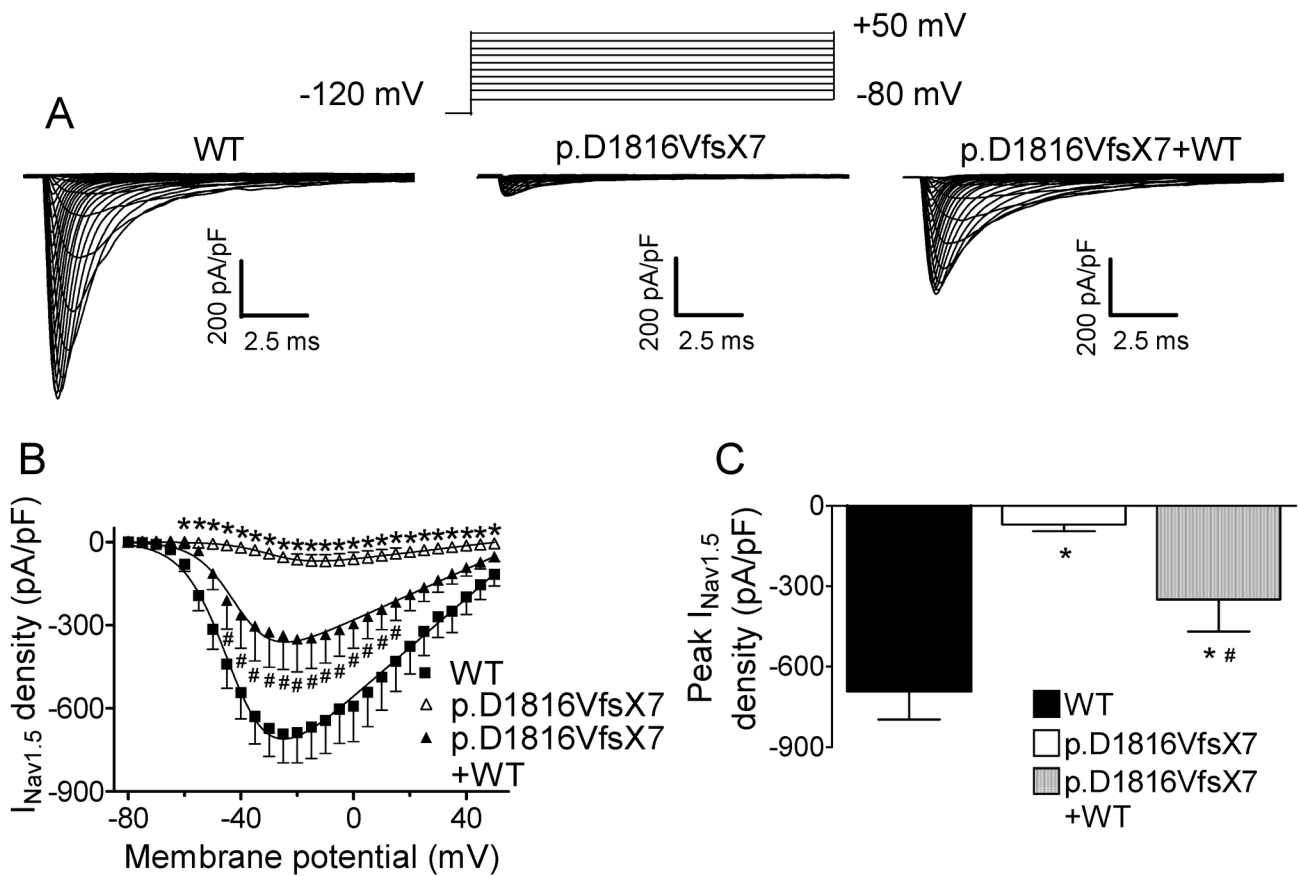 +50 mV
-120 mV
-80 mV
A
WT
p.D1816VfsX7
p.D1816VfsX7+WT
200 pA/pF
2.5 ms
200 pA/pF
2.5 ms
200 pA/pF
2.5 ms
B
I_Nav1.5 density (pA/pF)
0
-300
-600
-900
-80
-40
0
40
Membrane potential (mV)
**********************
############
WT
p.D1816VfsX7
p.D1816VfsX7
+WT
C
Peak I_Nav1.5
density (pA/pF)
0
-300
-600
-900
*
* #
WT
p.D1816VfsX7
p.D1816VfsX7
+WT